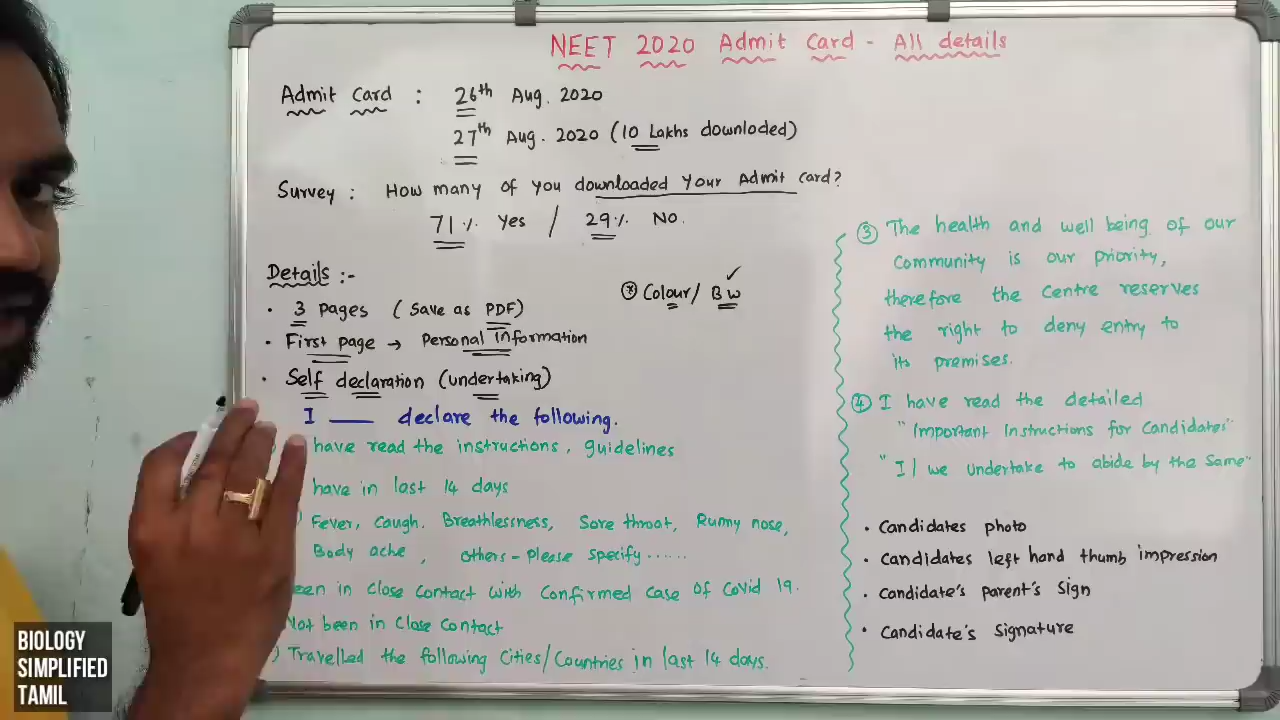 NEET 2020 Admit Card - All details
Admit Card : 26th Aug. 2020
27th Aug. 2020 (10 Lakhs downloded)
Survey : How many of you downloaded your Admit card?
71% Yes / 29% No.
Details :-
• 3 pages (Save as PDF)
* Colour/ BW ✓
• First page → Personal information
• Self declaration (undertaking)
I ___ declare the following.
have read the instructions, guidelines
have in last 14 days
Fever, Cough, Breathlessness, Sore throat, Runny nose,
Body ache, others - Please specify ......
een in close contact with Confirmed case of Covid 19.
Not been in close contact
) Travelled the following Cities/Countries in last 14 days.
③ The health and well being of our
Community is our priority,
therefore the Centre reserves
the right to deny entry to
its premises.
④ I have read the detailed
"Important Instructions for Candidates"
"I/ we undertake to abide by the Same"
• Candidates photo
• Candidates left hand thumb impression
• Candidate's parent's Sign
• Candidate's Signature
BIOLOGY
SIMPLIFIED
TAMIL